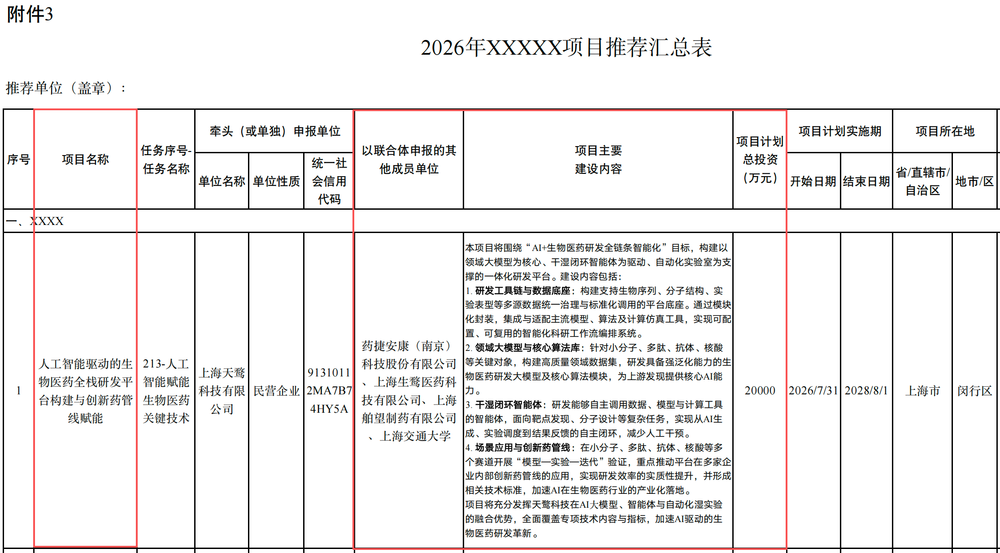 附件3
2026年XXXXX项目推荐汇总表
推荐单位（盖章）:
序号
项目名称
任务序号-
任务名称
牵头（或单独）申报单位
单位名称
单位性质
统一社
会信用
代码
以联合体申报的其
他成员单位
项目主要
建设内容
项目计划
总投资
（万元）
项目计划实施期
开始日期
结束日期
项目所在地
省/直辖市/
自治区
地市/区
一、XXXX
1
人工智能驱动的生
物医药全栈研发平
台构建与创新药管
线赋能
213-人工
智能赋能
生物医药
关键技术
上海天鹜
科技有限
公司
民营企业
9131011
2MA7B7
4HY5A
药捷安康（南京）
科技股份有限公司
、上海生鹜医药科
技有限公司、上海
舶望制药有限公司
、上海交通大学
本项目将围绕“AI+生物医药研发全链条智能化”目标，构建以
领域大模型为核心、干湿闭环智能体为驱动、自动化实验室为支
撑的一体化研发平台。建设内容包括：
1. 研发工具链与数据底座：构建支持生物序列、分子结构、实
验表型等多源数据统一治理与标准化调用的平台底座。通过模块
化封装，集成与适配主流模型、算法及计算仿真工具，实现可配
置、可复用的智能化科研工作流编排系统。
2. 领域大模型与核心算法库：针对小分子、多肽、抗体、核酸
等关键对象，构建高质量领域数据集，研发具备强泛化能力的生
物医药研发大模型及核心算法模块，为上游发现提供核心AI能
力。
3. 干湿闭环智能体：研发能够自主调用数据、模型与计算工具
的智能体，面向靶点发现、分子设计等复杂任务，实现从AI生
成、实验调度到结果反馈的自主闭环，减少人工干预。
4. 场景应用与创新药管线：在小分子、多肽、抗体、核酸等多
个赛道开展“模型—实验—迭代”验证，重点推动平台在多家企
业内部创新药管线的应用，实现研发效率的实质性提升，并形成
相关技术标准，加速AI在生物医药行业的产业化落地。
项目将充分发挥天鹜科技在AI大模型、智能体与自动化湿实验
的融合优势，全面覆盖专项技术内容与指标，加速AI驱动的生
物医药研发革新。
20000
2026/7/31
2028/8/1
上海市
闵行区